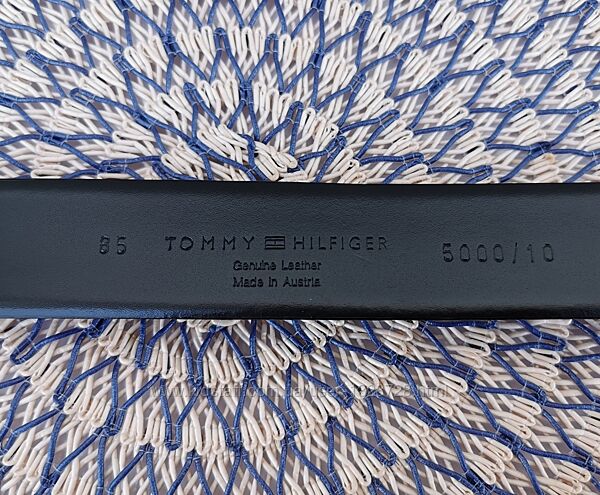 85 TOMMY HILFIGER 5000/10
Genuine Leather
Made in Austria